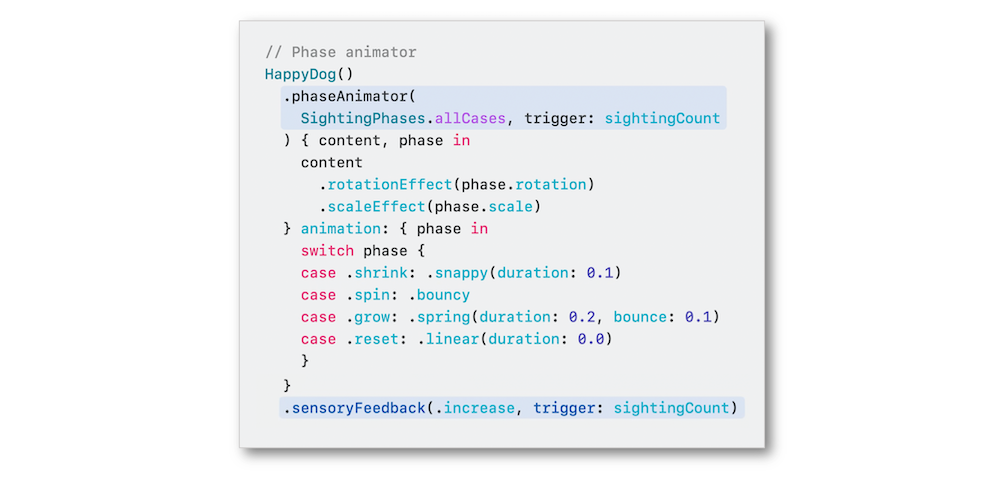 // Phase animator
HappyDog()
  .phaseAnimator(
    SightingPhases.allCases, trigger: sightingCount
  ) { content, phase in
    content
      .rotationEffect(phase.rotation)
      .scaleEffect(phase.scale)
  } animation: { phase in
    switch phase {
    case .shrink: .snappy(duration: 0.1)
    case .spin: .bouncy
    case .grow: .spring(duration: 0.2, bounce: 0.1)
    case .reset: .linear(duration: 0.0)
    }
  }
  .sensoryFeedback(.increase, trigger: sightingCount)